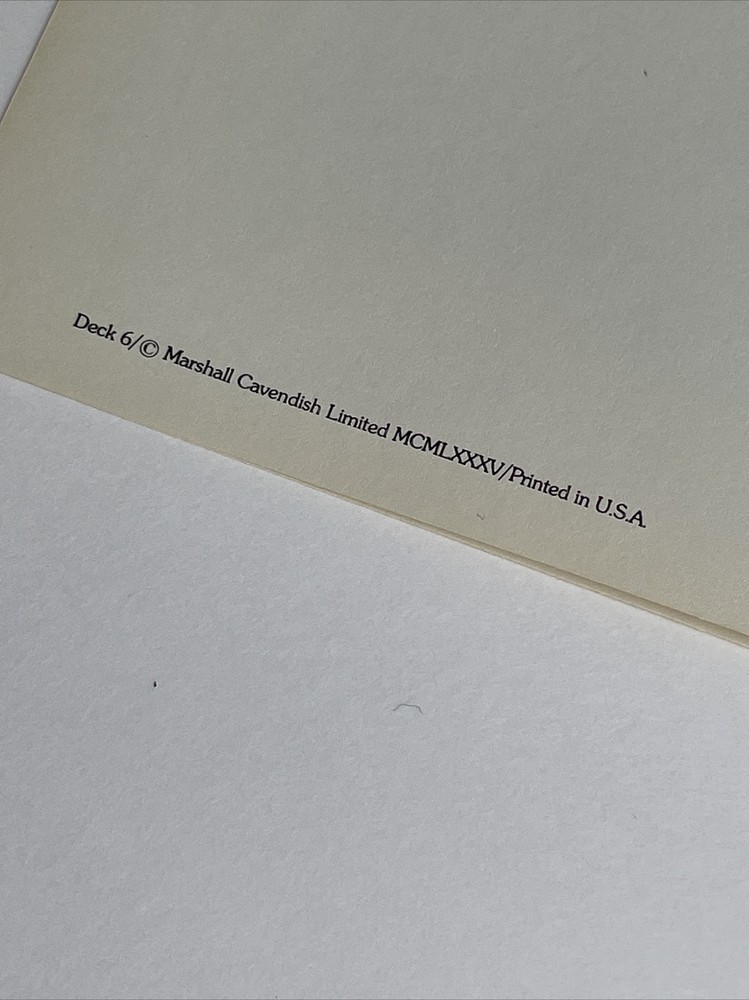 Deck 6/© Marshall Cavendish Limited MCMLXXXV/Printed in U.S.A.